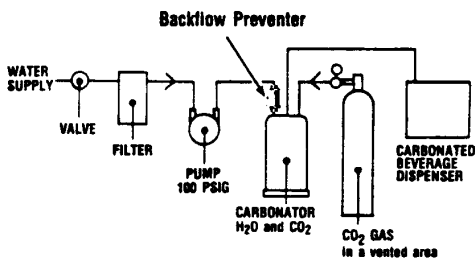 Backflow Preventer
WATER
SUPPLY
VALVE
FILTER
PUMP
100 PSIG
CARBONATOR
H₂O and CO₂
CO₂ GAS
in a vented area
CARBONATED
BEVERAGE
DISPENSER